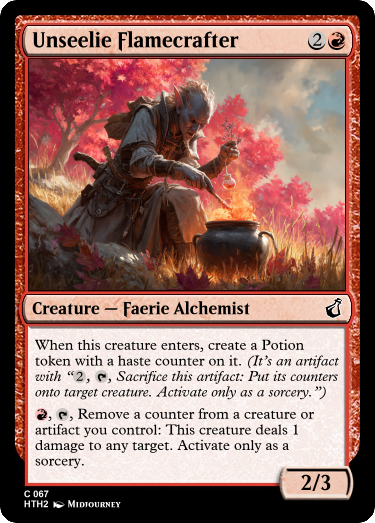 Unseelie Flamecrafter 2
Creature — Faerie Alchemist
When this creature enters, create a Potion
token with a haste counter on it. (It's an artifact
with “2, , Sacrifice this artifact: Put its counters
onto target creature. Activate only as a sorcery.”)
, , Remove a counter from a creature or
artifact you control: This creature deals 1
damage to any target. Activate only as a
sorcery.
2/3
C 067
HTH2 Midjourney